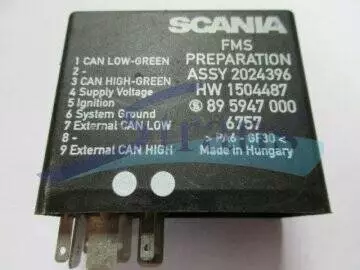 SCANIA
FMS
PREPARATION
ASSY 2024396
HW 1504487
Ⓢ 89 5947 000
6757
> PA6 - GF30 <
Made in Hungary
1 CAN LOW-GREEN
2 -
3 CAN HIGH-GREEN
4 Supply Voltage
5 Ignition
6 System Ground
7 External CAN LOW
8 -
9 External CAN HIGH